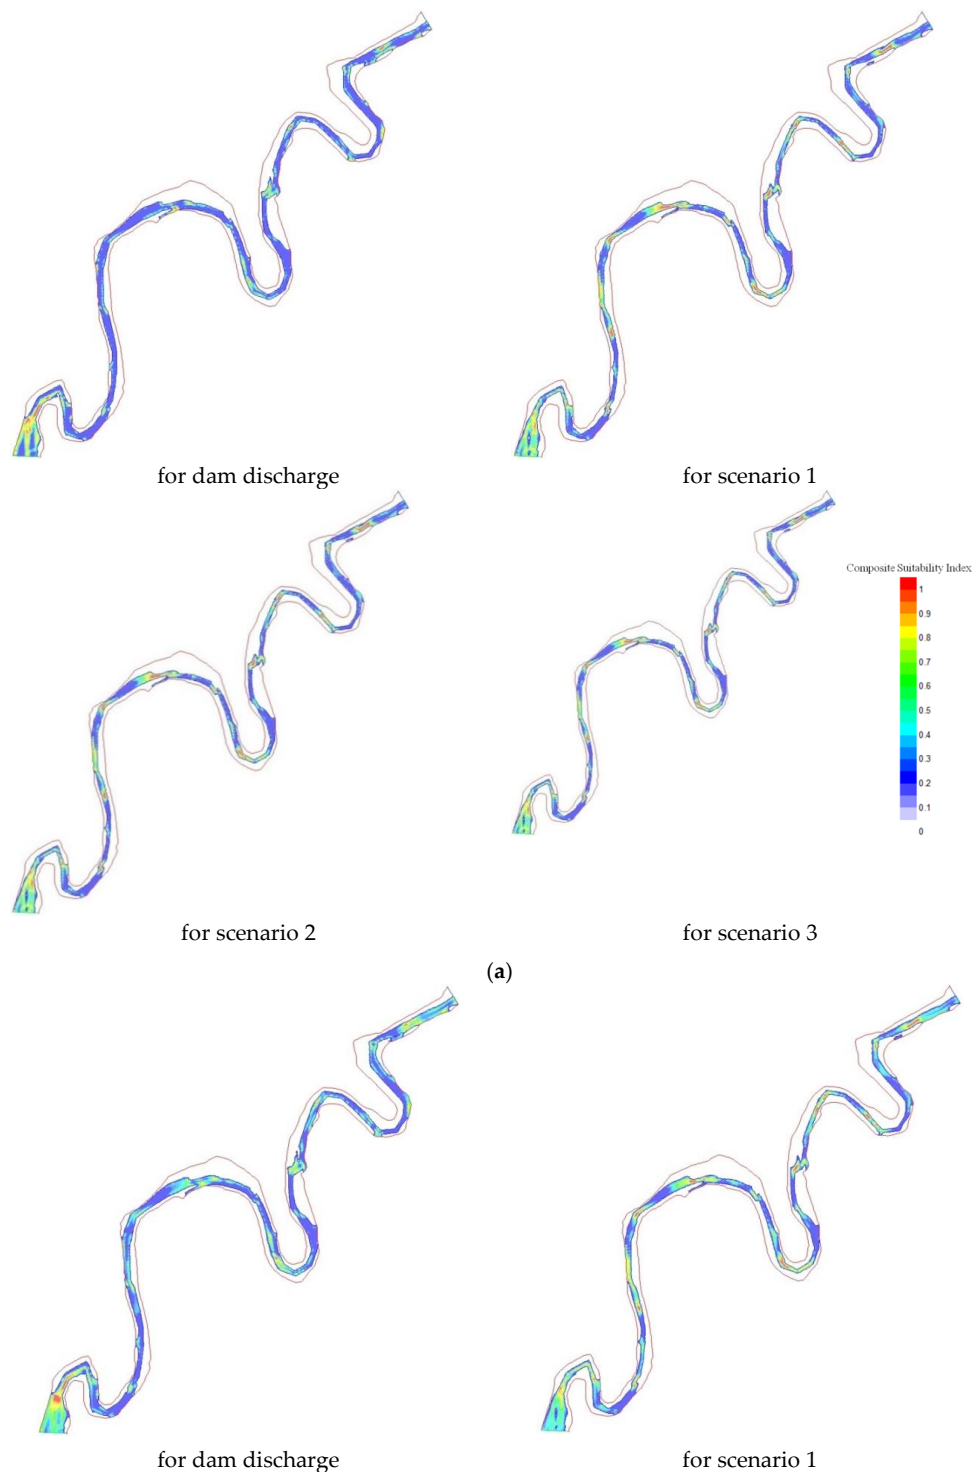 for dam discharge
for scenario 1
Composite Suitability Index
1
0.9
0.8
0.7
0.6
0.5
0.4
0.3
0.2
0.1
0
for scenario 2
for scenario 3
(a)
for dam discharge
for scenario 1